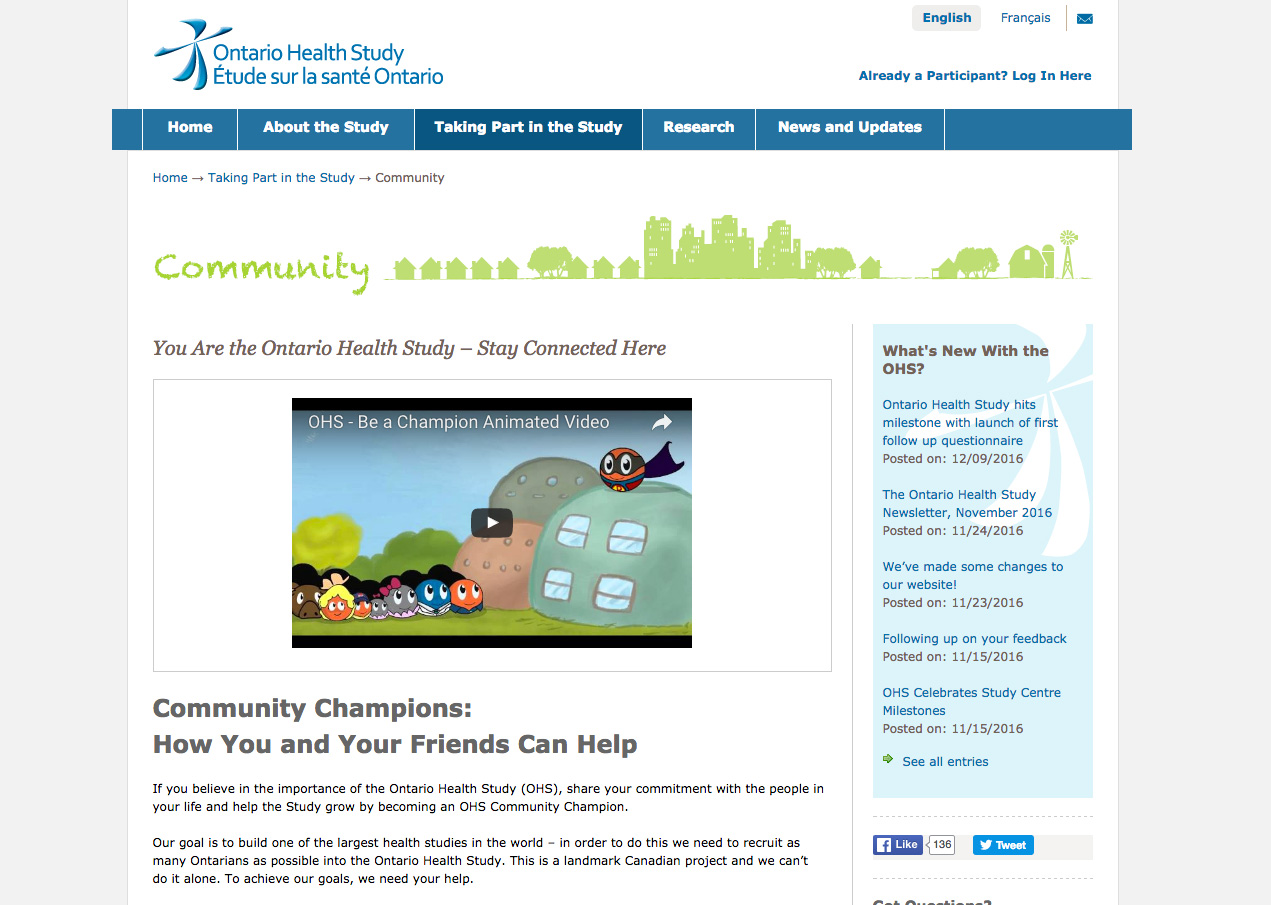 English
Français
Ontario Health Study
Étude sur la santé Ontario
Already a Participant? Log In Here
Home
About the Study
Taking Part in the Study
Research
News and Updates
Home → Taking Part in the Study → Community
Community
You Are the Ontario Health Study – Stay Connected Here
OHS - Be a Champion Animated Video
Community Champions:
How You and Your Friends Can Help
If you believe in the importance of the Ontario Health Study (OHS), share your commitment with the people in
your life and help the Study grow by becoming an OHS Community Champion.
Our goal is to build one of the largest health studies in the world – in order to do this we need to recruit as
many Ontarians as possible into the Ontario Health Study. This is a landmark Canadian project and we can’t
do it alone. To achieve our goals, we need your help.
What's New With the
OHS?
Ontario Health Study hits
milestone with launch of first
follow up questionnaire
Posted on: 12/09/2016
The Ontario Health Study
Newsletter, November 2016
Posted on: 11/24/2016
We’ve made some changes to
our website!
Posted on: 11/23/2016
Following up on your feedback
Posted on: 11/15/2016
OHS Celebrates Study Centre
Milestones
Posted on: 11/15/2016
See all entries
Like
136
Tweet
Got Questions?